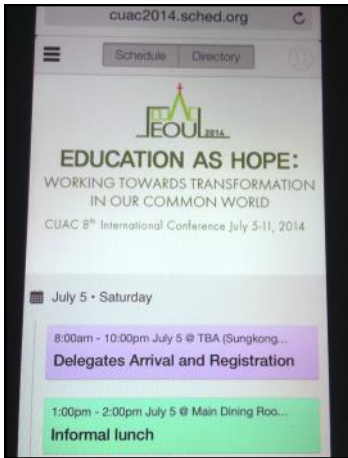 cuac2014.sched.org
Schedule
Directory
SEOUL 2014
EDUCATION AS HOPE:
WORKING TOWARDS TRANSFORMATION
IN OUR COMMON WORLD
CUAC 8th International Conference July 5-11, 2014
July 5 • Saturday
8:00am - 10:00pm July 5 @ TBA (Sungkong...
Delegates Arrival and Registration
1:00pm - 2:00pm July 5 @ Main Dining Roo...
Informal lunch